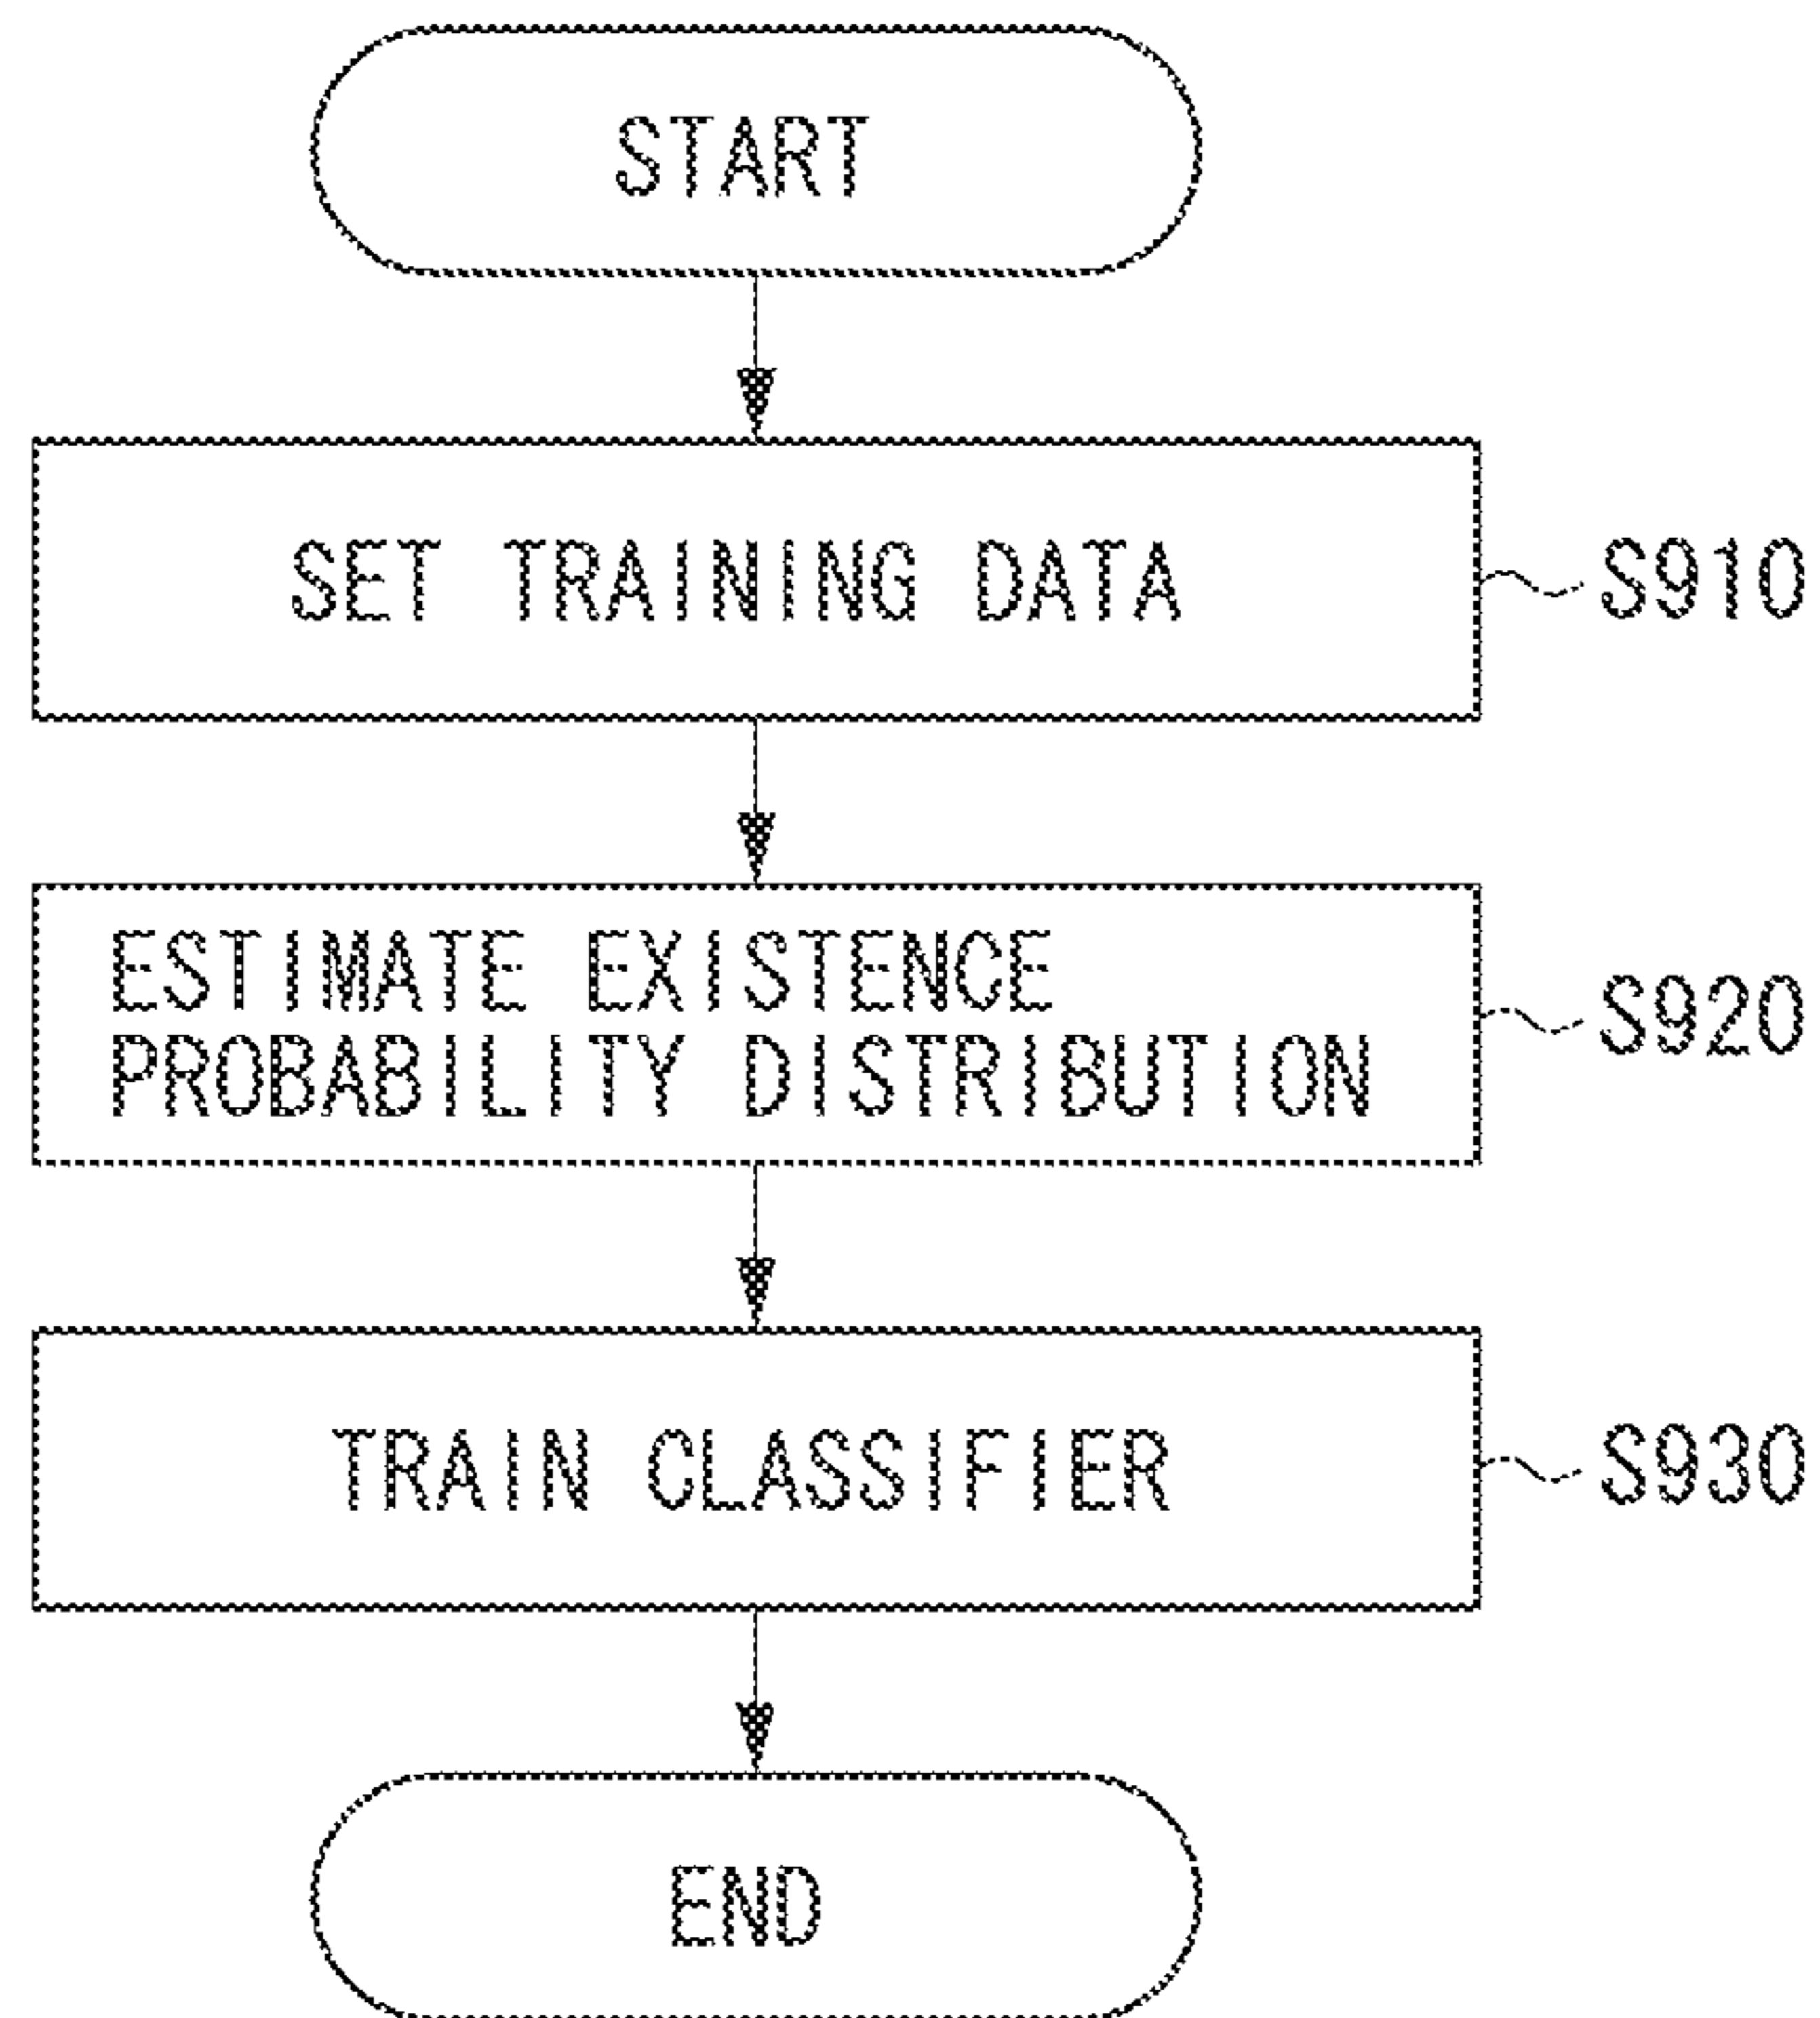 START
SET TRAINING DATA
S910
ESTIMATE EXISTENCE
PROBABILITY DISTRIBUTION
S920
TRAIN CLASSIFIER
S930
END